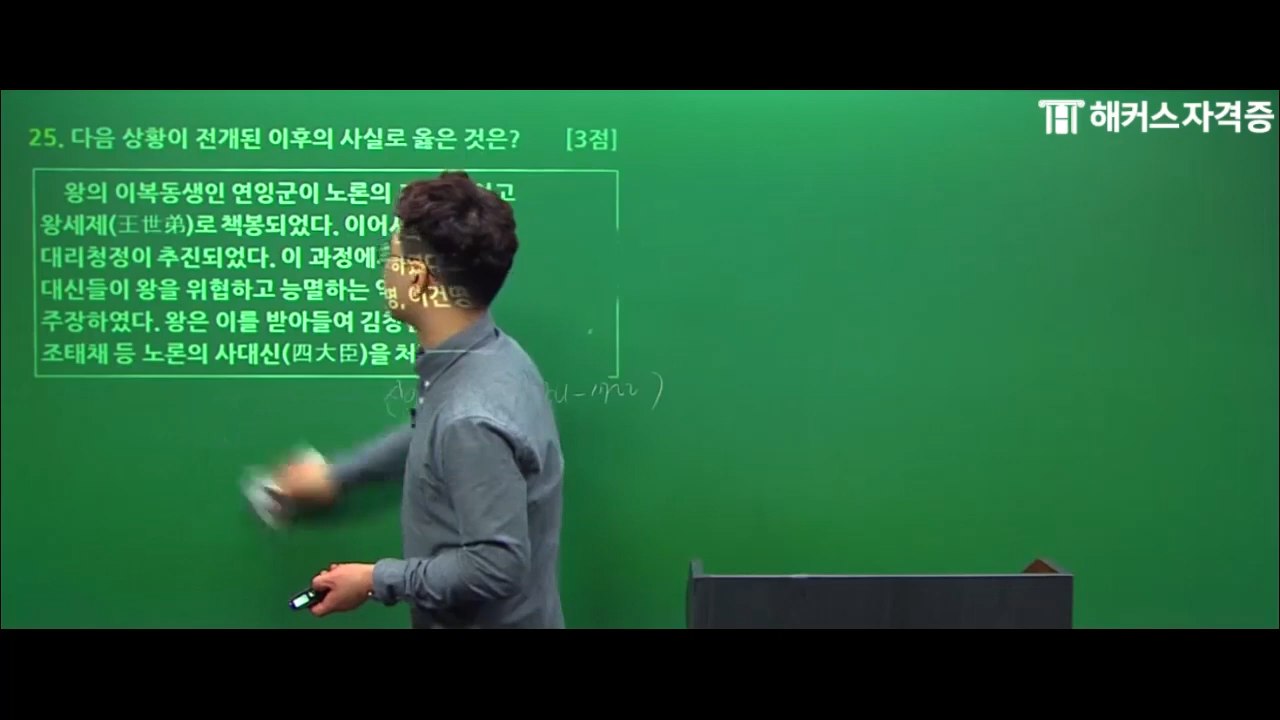 해커스자격증
25. 다음 상황이 전개된 이후의 사실로 옳은 것은? [3점]
왕의 이복동생인 연잉군이 노론의
왕세제(王世弟)로 책봉되었다.
대리청정이 추진되었다. 이 과정에
대신들이 왕을 위협하고 능멸하는
주장하였다. 왕은 이를 받아들여
조태채 등 노론의 사대신(四大臣)을